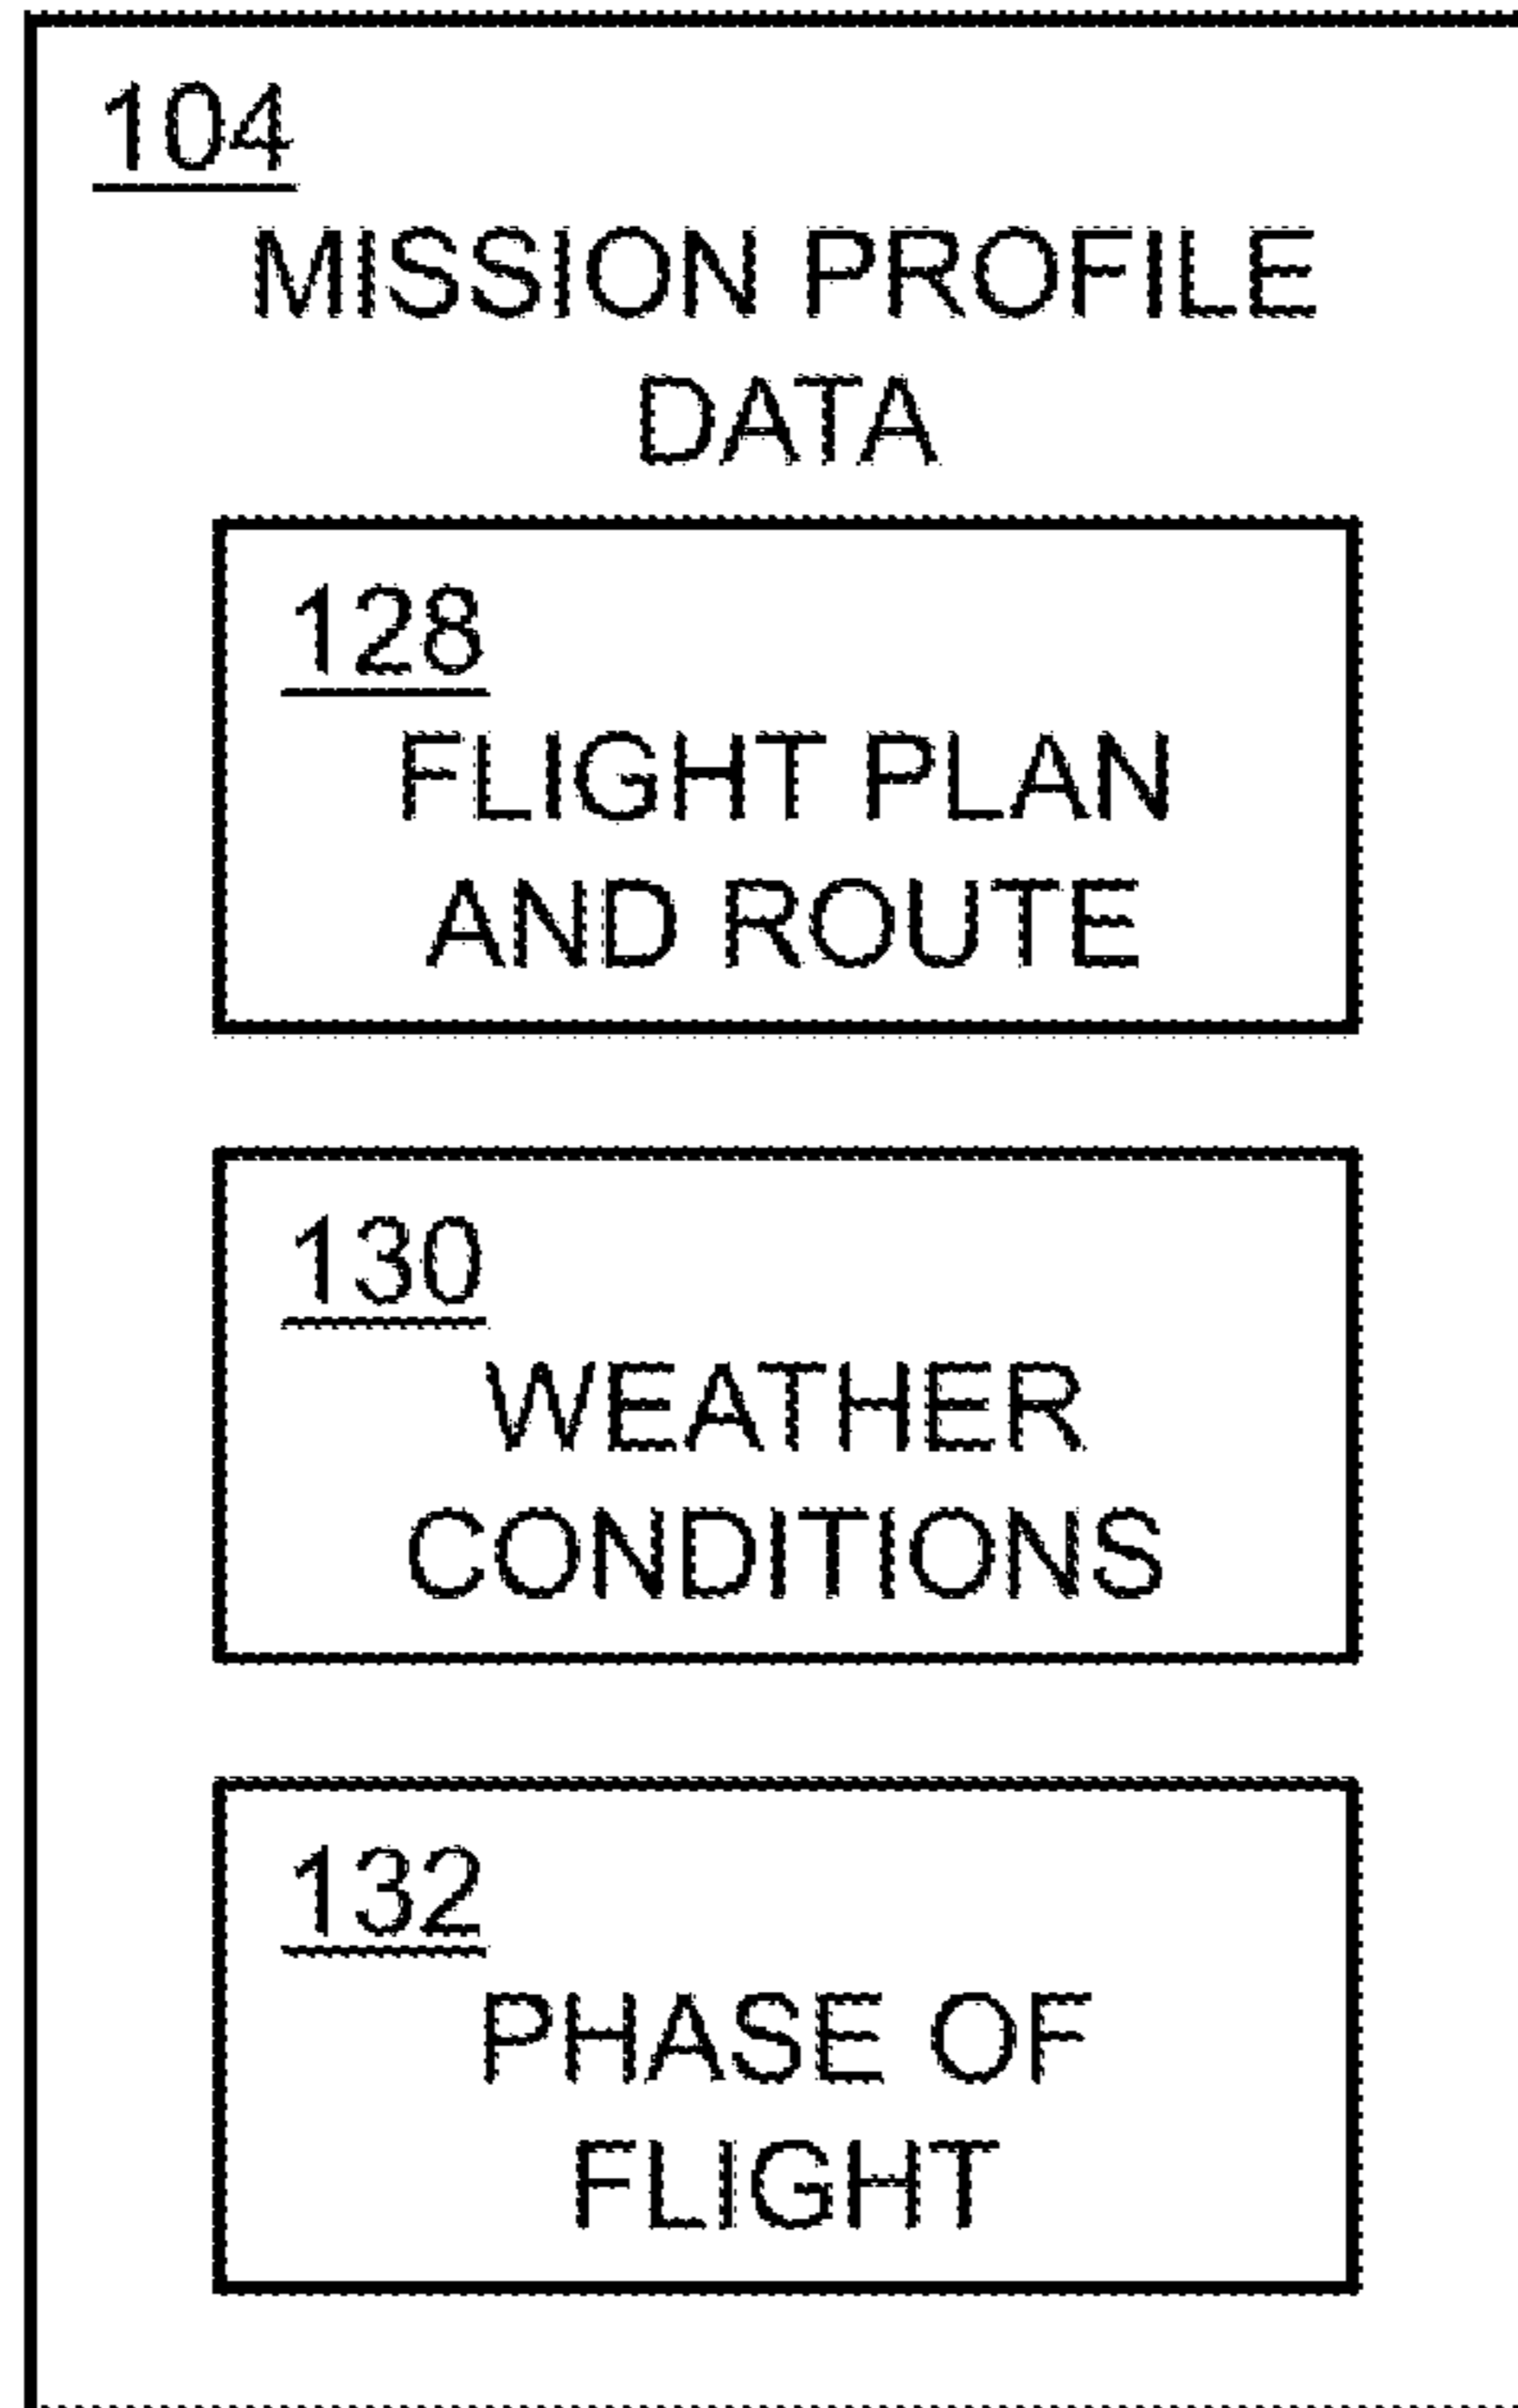 104
MISSION PROFILE
DATA
128
FLIGHT PLAN
AND ROUTE
130
WEATHER
CONDITIONS
132
PHASE OF
FLIGHT